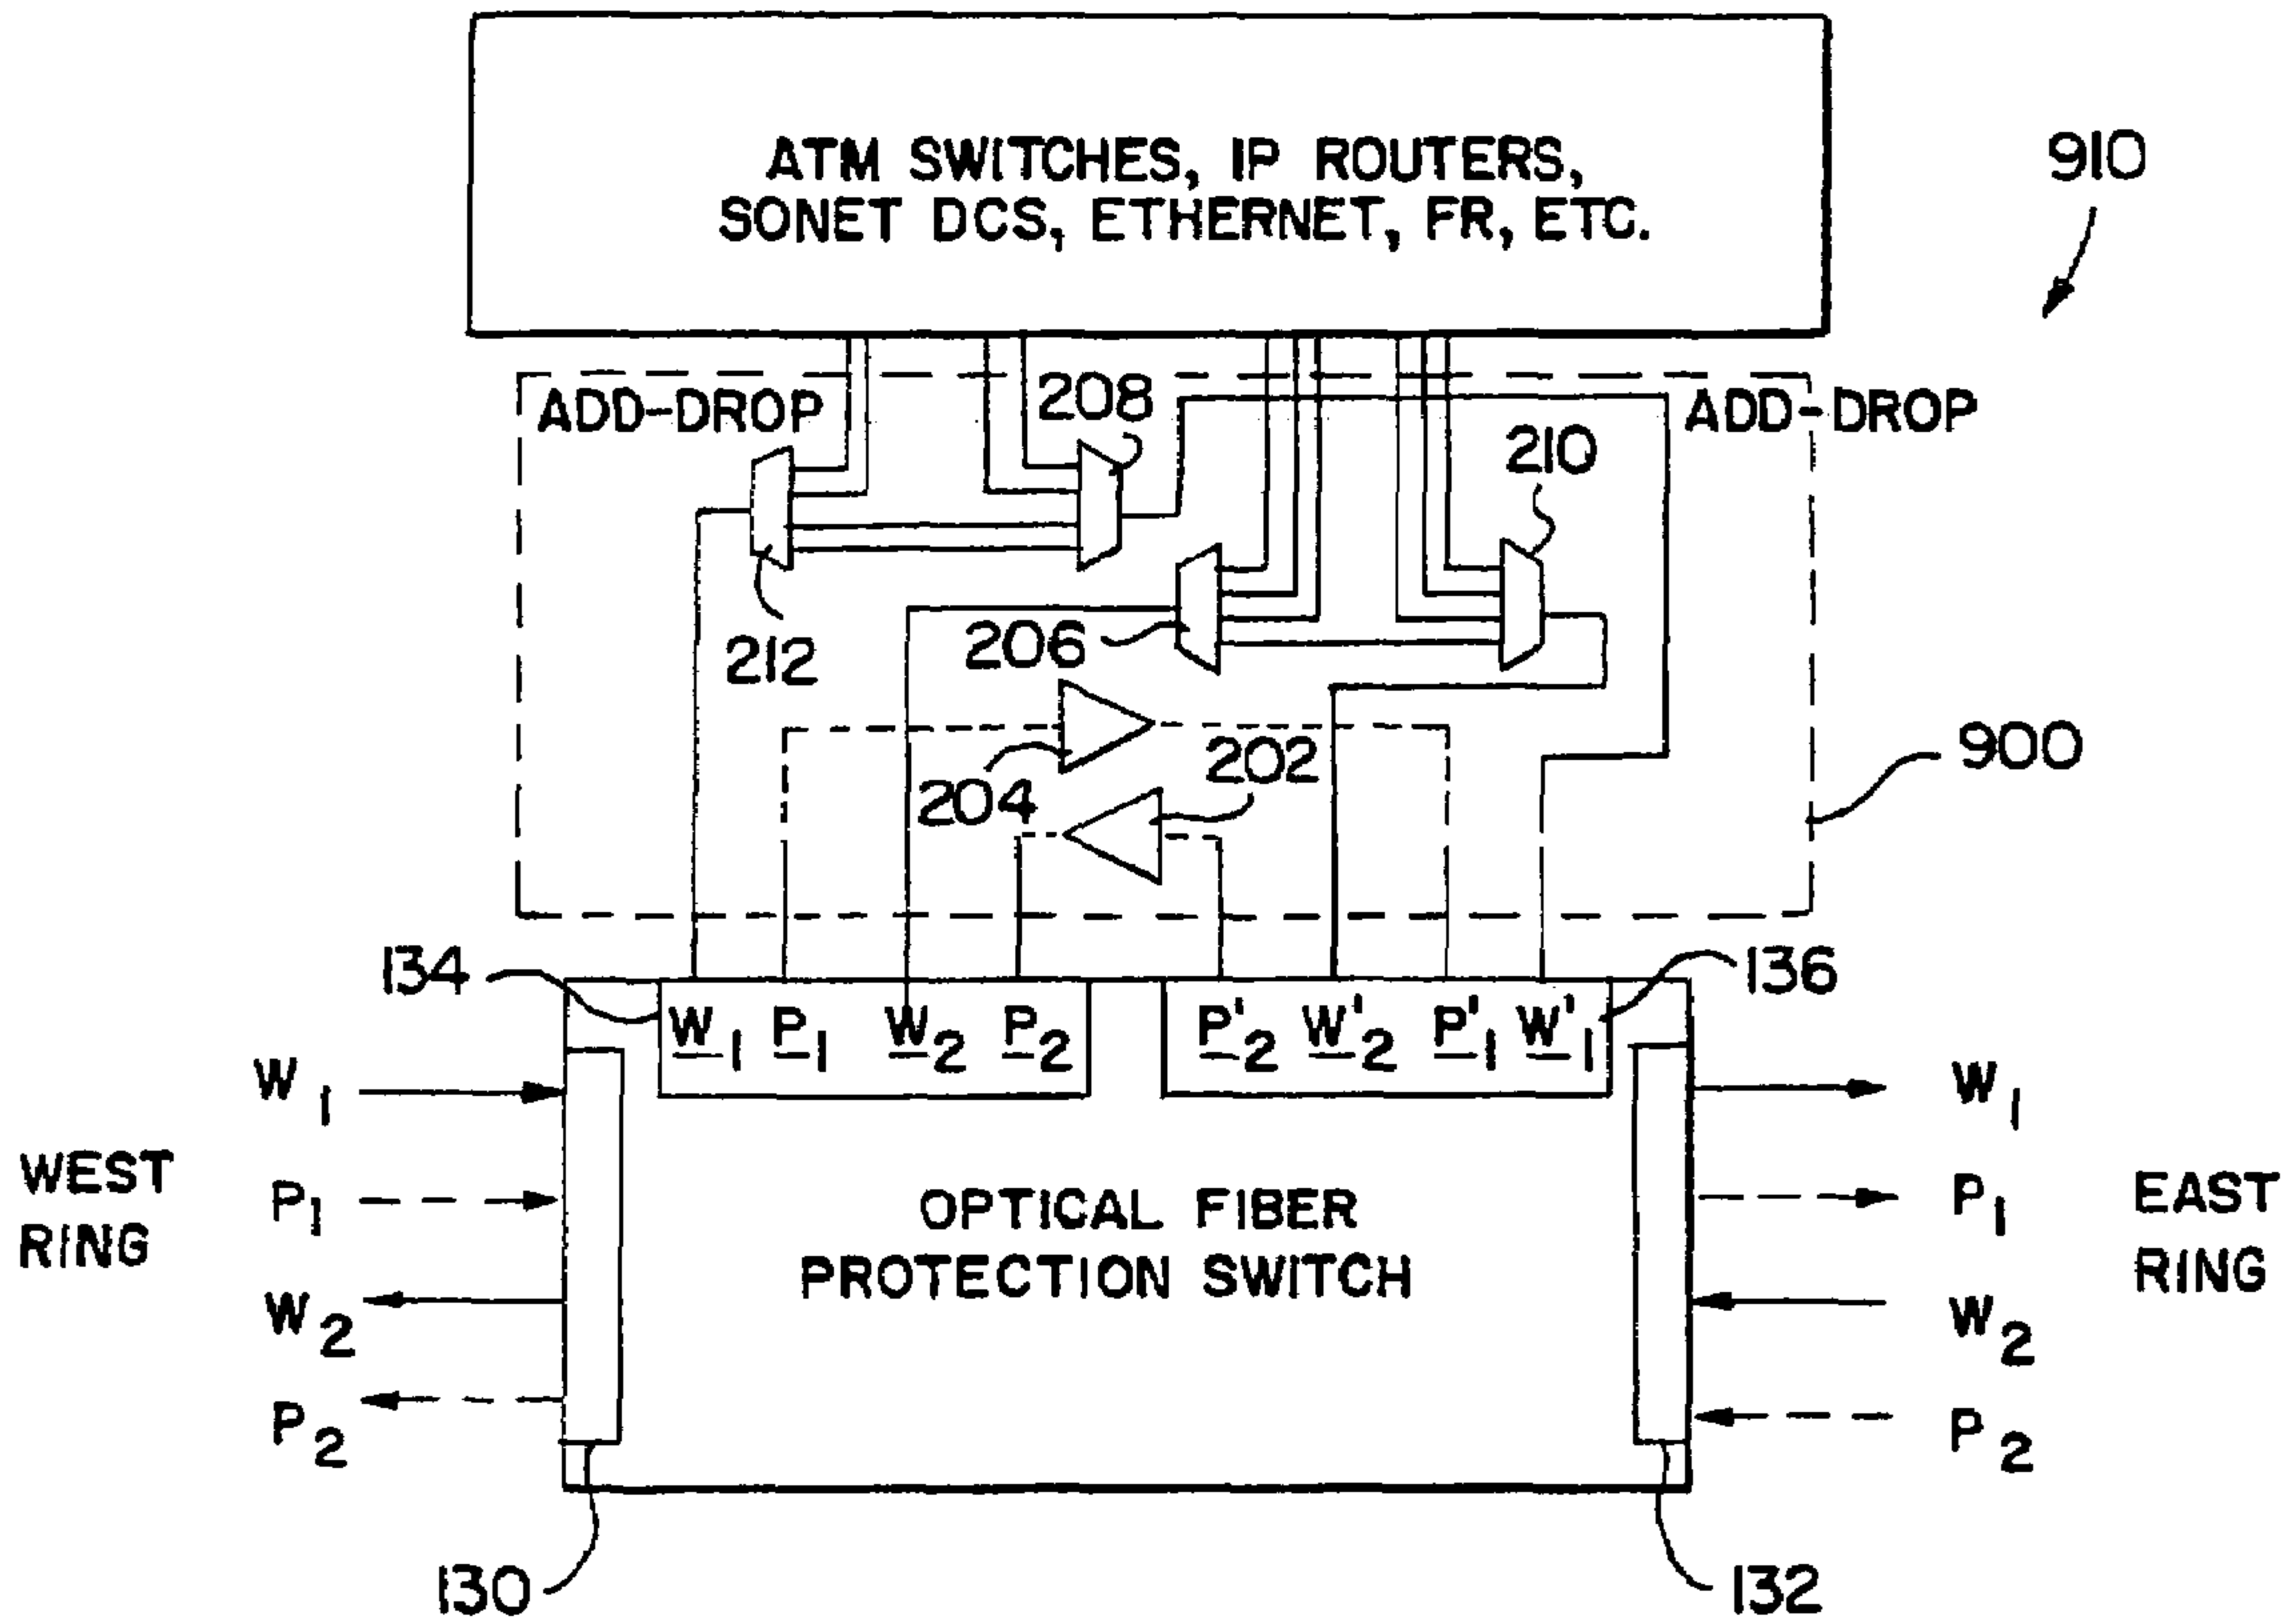 ATM SWITCHES, IP ROUTERS,
SONET DCS, ETHERNET, FR, ETC.
910
ADD-DROP
208
ADD-DROP
210
212
206
204
202
900
134
W1
P1
W2
P2
P'2
W'2
P'1
W'1
136
W1
P1
W2
P2
WEST
RING
OPTICAL FIBER
PROTECTION SWITCH
W1
P1
W2
P2
EAST
RING
130
132